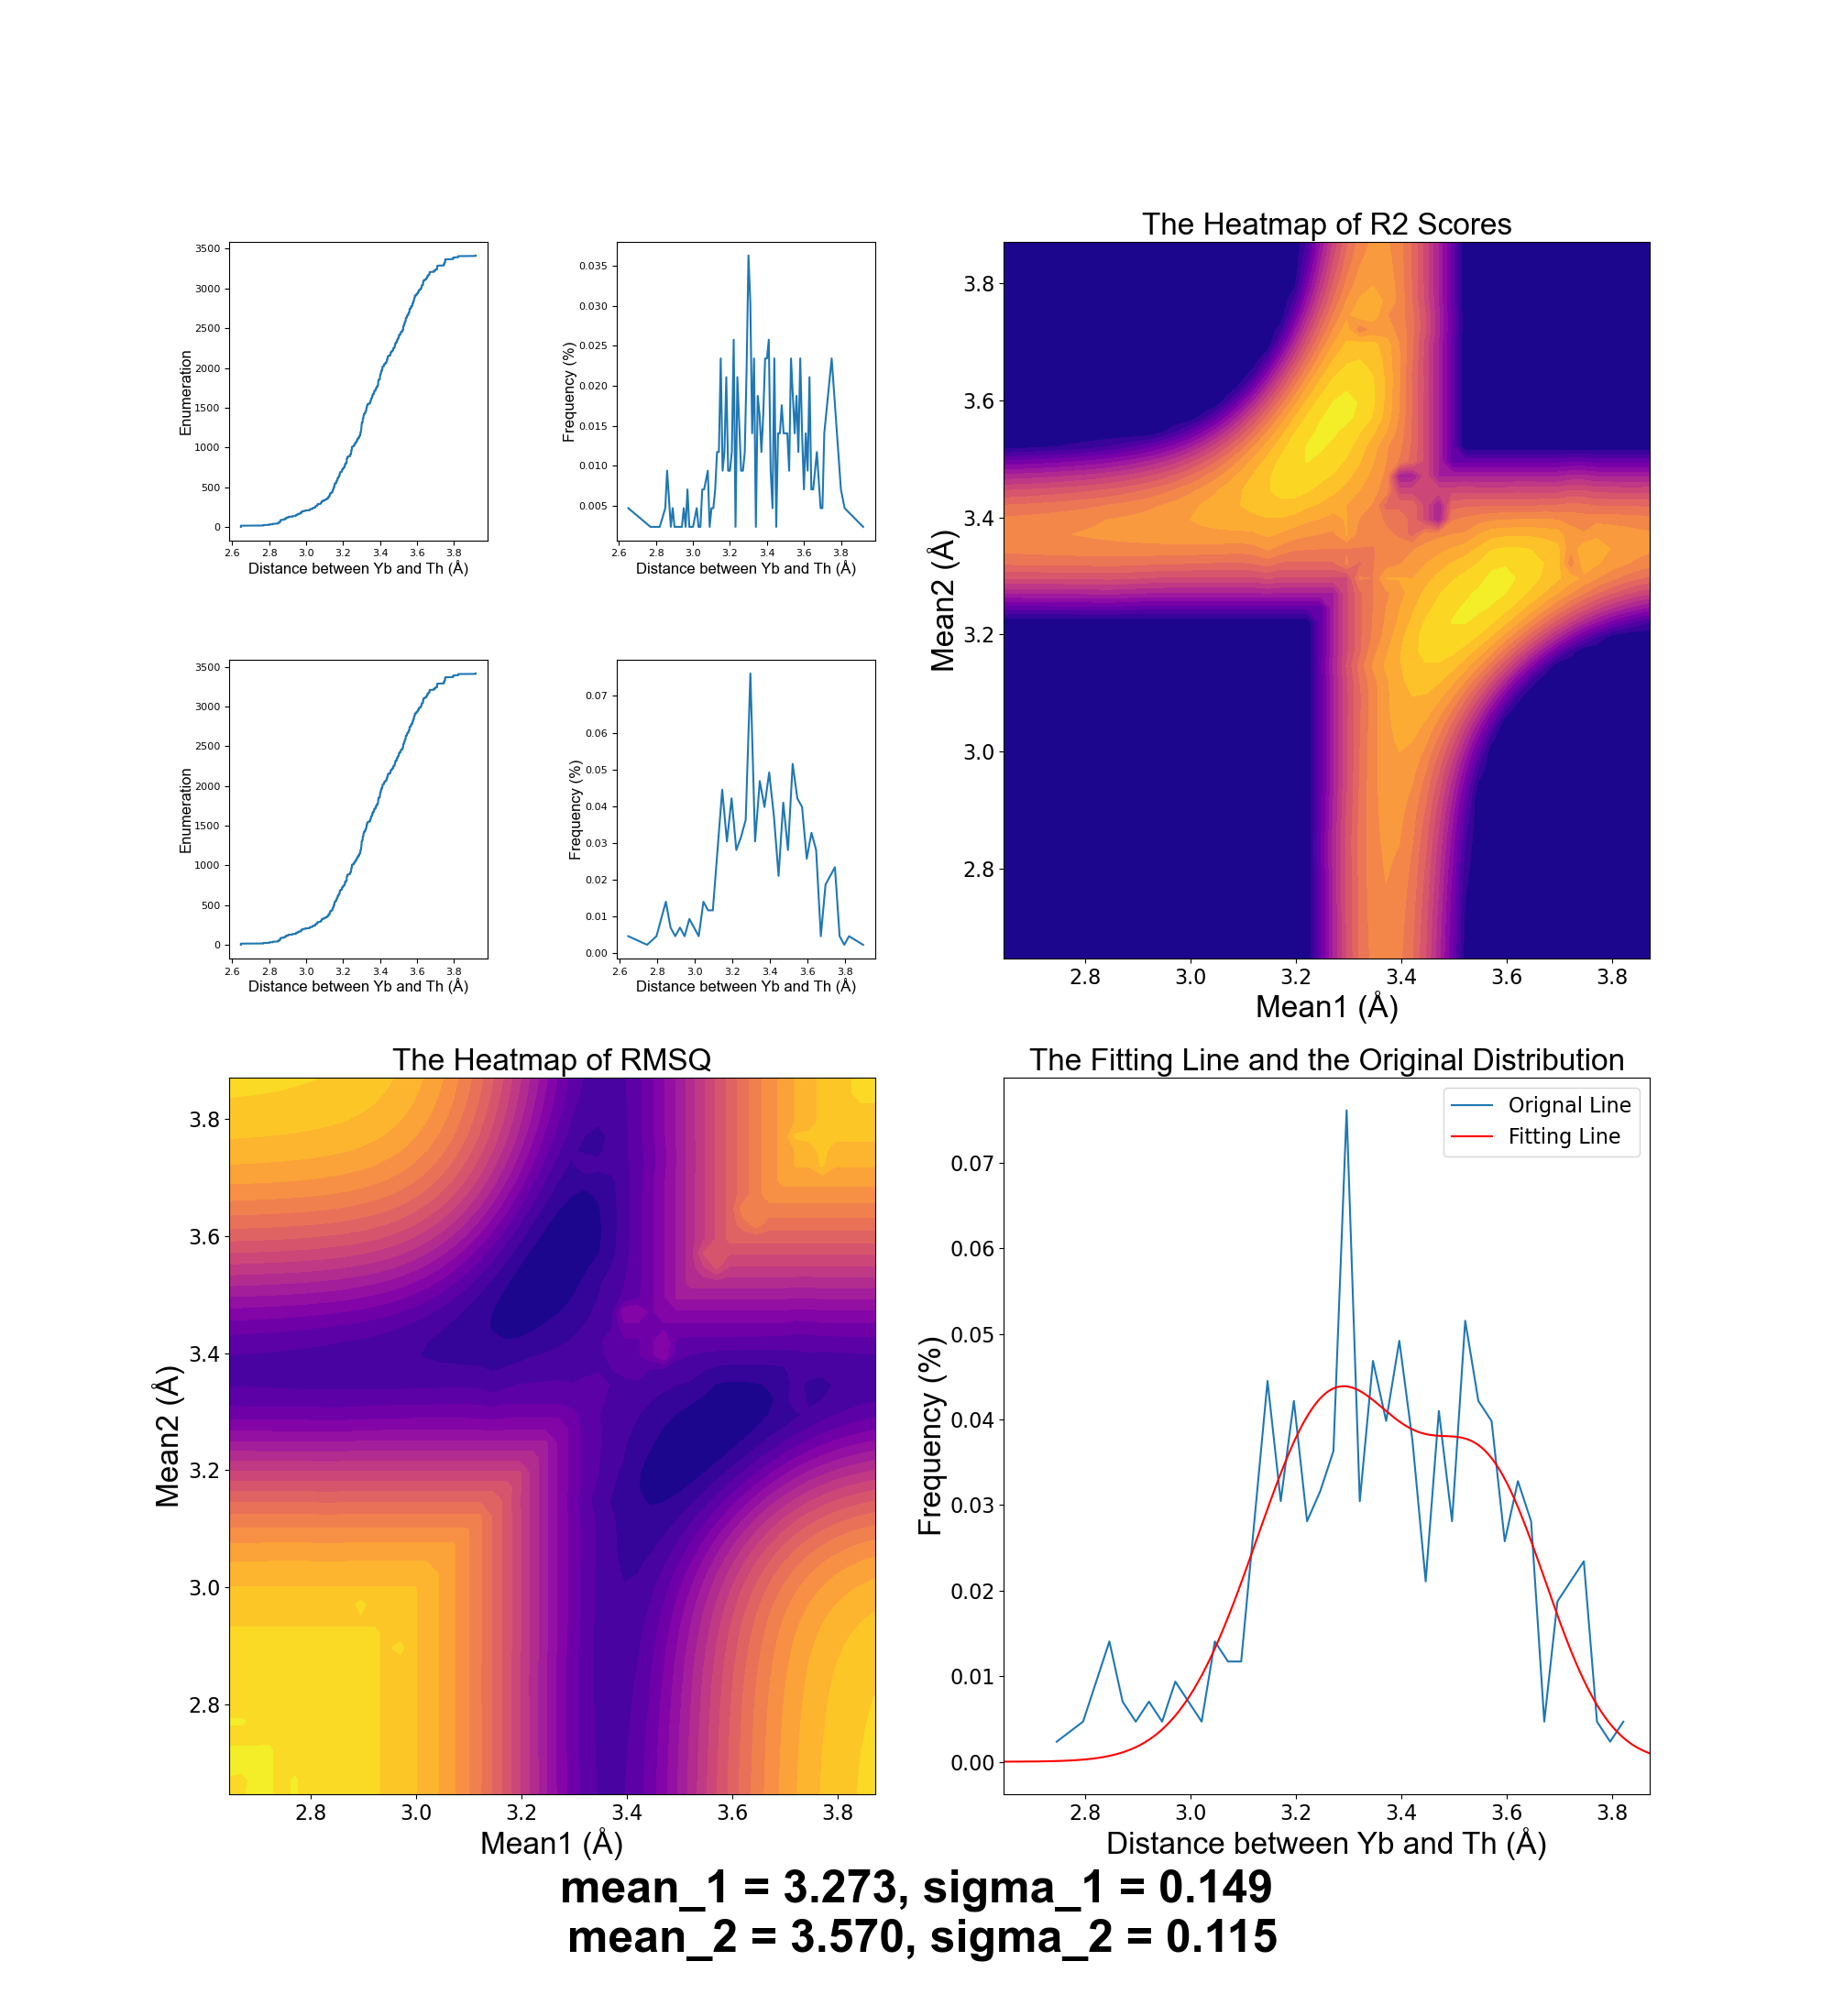 The Heatmap of R2 Scores
3500
3000
2500
2000
1500
1000
500
0
Enumeration
2.6 2.8 3.0 3.2 3.4 3.6 3.8
Distance between Yb and Th (Å)
0.035
0.030
0.025
0.020
0.015
0.010
0.005
Frequency (%)
2.6 2.8 3.0 3.2 3.4 3.6 3.8
Distance between Yb and Th (Å)
3.8
3.6
3.4
3.2
3.0
2.8
Mean2 (Å)
2.8 3.0 3.2 3.4 3.6 3.8
Mean1 (Å)
3500
3000
2500
2000
1500
1000
500
0
Enumeration
2.6 2.8 3.0 3.2 3.4 3.6 3.8
Distance between Yb and Th (Å)
0.07
0.06
0.05
0.04
0.03
0.02
0.01
0.00
Frequency (%)
2.6 2.8 3.0 3.2 3.4 3.6 3.8
Distance between Yb and Th (Å)
The Heatmap of RMSQ
3.8
3.6
3.4
3.2
3.0
2.8
Mean2 (Å)
2.8 3.0 3.2 3.4 3.6 3.8
Mean1 (Å)
The Fitting Line and the Original Distribution
Orignal Line
Fitting Line
0.07
0.06
0.05
0.04
0.03
0.02
0.01
0.00
Frequency (%)
2.8 3.0 3.2 3.4 3.6 3.8
Distance between Yb and Th (Å)
mean_1 = 3.273, sigma_1 = 0.149
mean_2 = 3.570, sigma_2 = 0.115